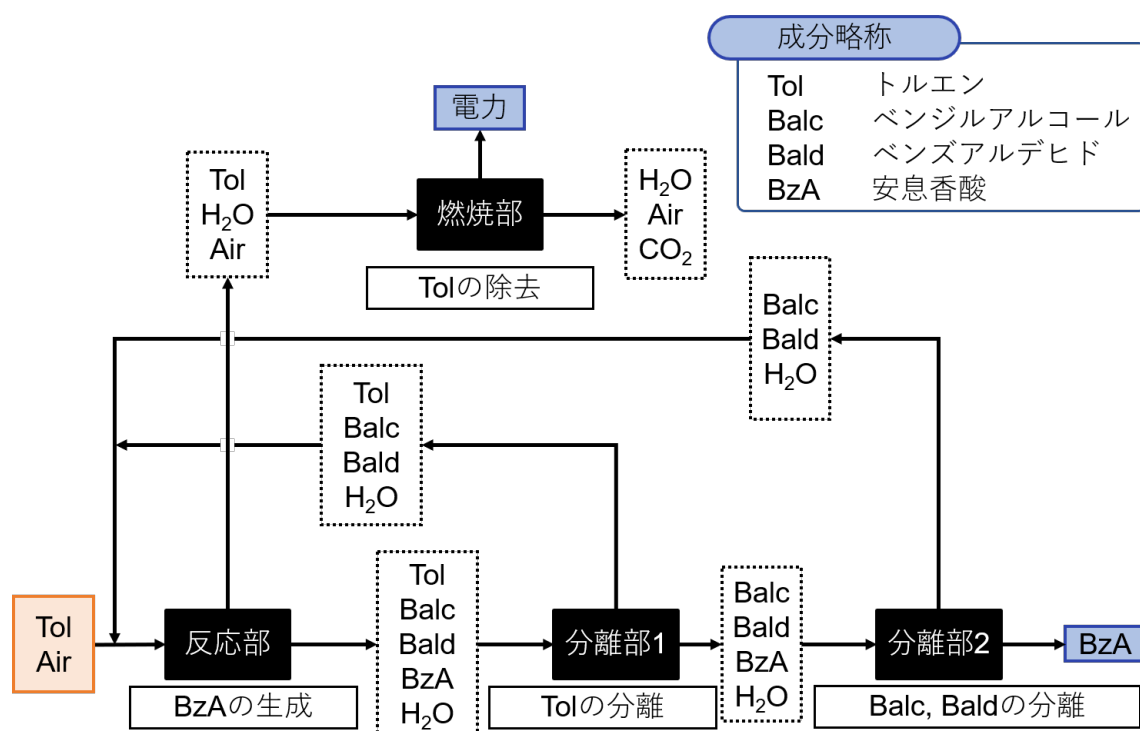 成分略称
Tol トルエン
Balc ベンジルアルコール
Bald ベンズアルデヒド
BzA 安息香酸
電力
Tol
H₂O
Air
燃焼部
H₂O
Air
CO₂
Tolの除去
Balc
Bald
H₂O
Tol
Balc
Bald
H₂O
Tol
Air
反応部
BzAの生成
Tol
Balc
Bald
BzA
H₂O
分離部1
Tolの分離
Balc
Bald
BzA
H₂O
分離部2
Balc, Baldの分離
BzA